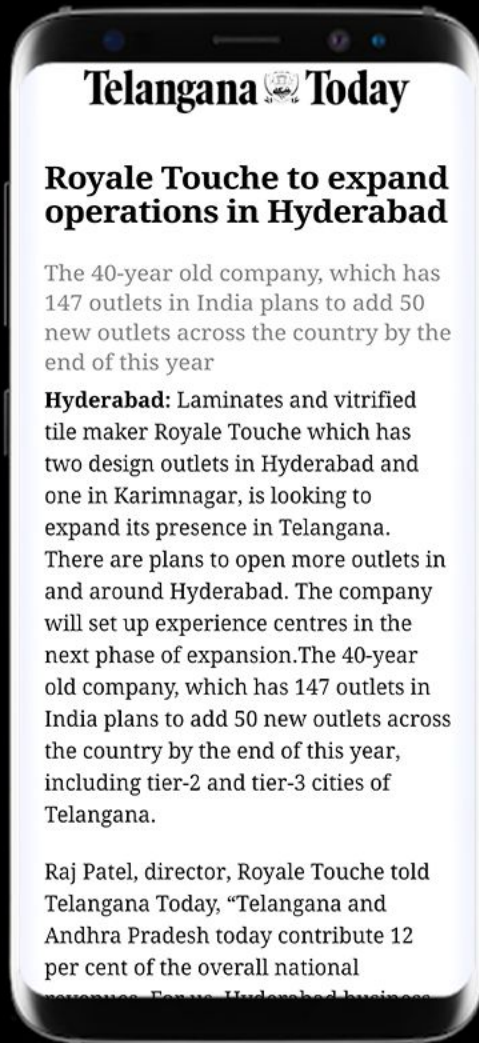 Telangana Today
Royale Touche to expand
operations in Hyderabad
The 40-year old company, which has
147 outlets in India plans to add 50
new outlets across the country by the
end of this year
Hyderabad: Laminates and vitrified
tile maker Royale Touche which has
two design outlets in Hyderabad and
one in Karimnagar, is looking to
expand its presence in Telangana.
There are plans to open more outlets in
and around Hyderabad. The company
will set up experience centres in the
next phase of expansion.The 40-year
old company, which has 147 outlets in
India plans to add 50 new outlets across
the country by the end of this year,
including tier-2 and tier-3 cities of
Telangana.
Raj Patel, director, Royale Touche told
Telangana Today, “Telangana and
Andhra Pradesh today contribute 12
per cent of the overall national
revenues. For us, Hyderabad business